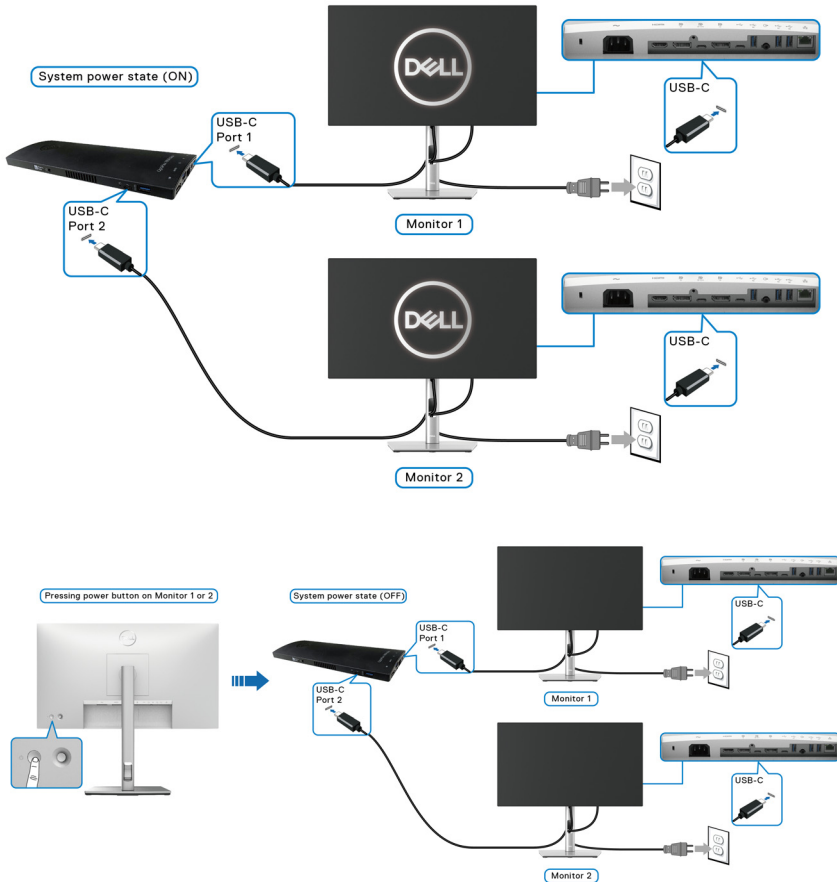 System power state (ON)
USB-C
Port 1
DELL
USB-C
Monitor 1
USB-C
Port 2
DELL
USB-C
Monitor 2
Pressing power button on Monitor 1 or 2
System power state (OFF)
USB-C
Port 1
USB-C
Monitor 1
USB-C
Port 2
USB-C
Monitor 2